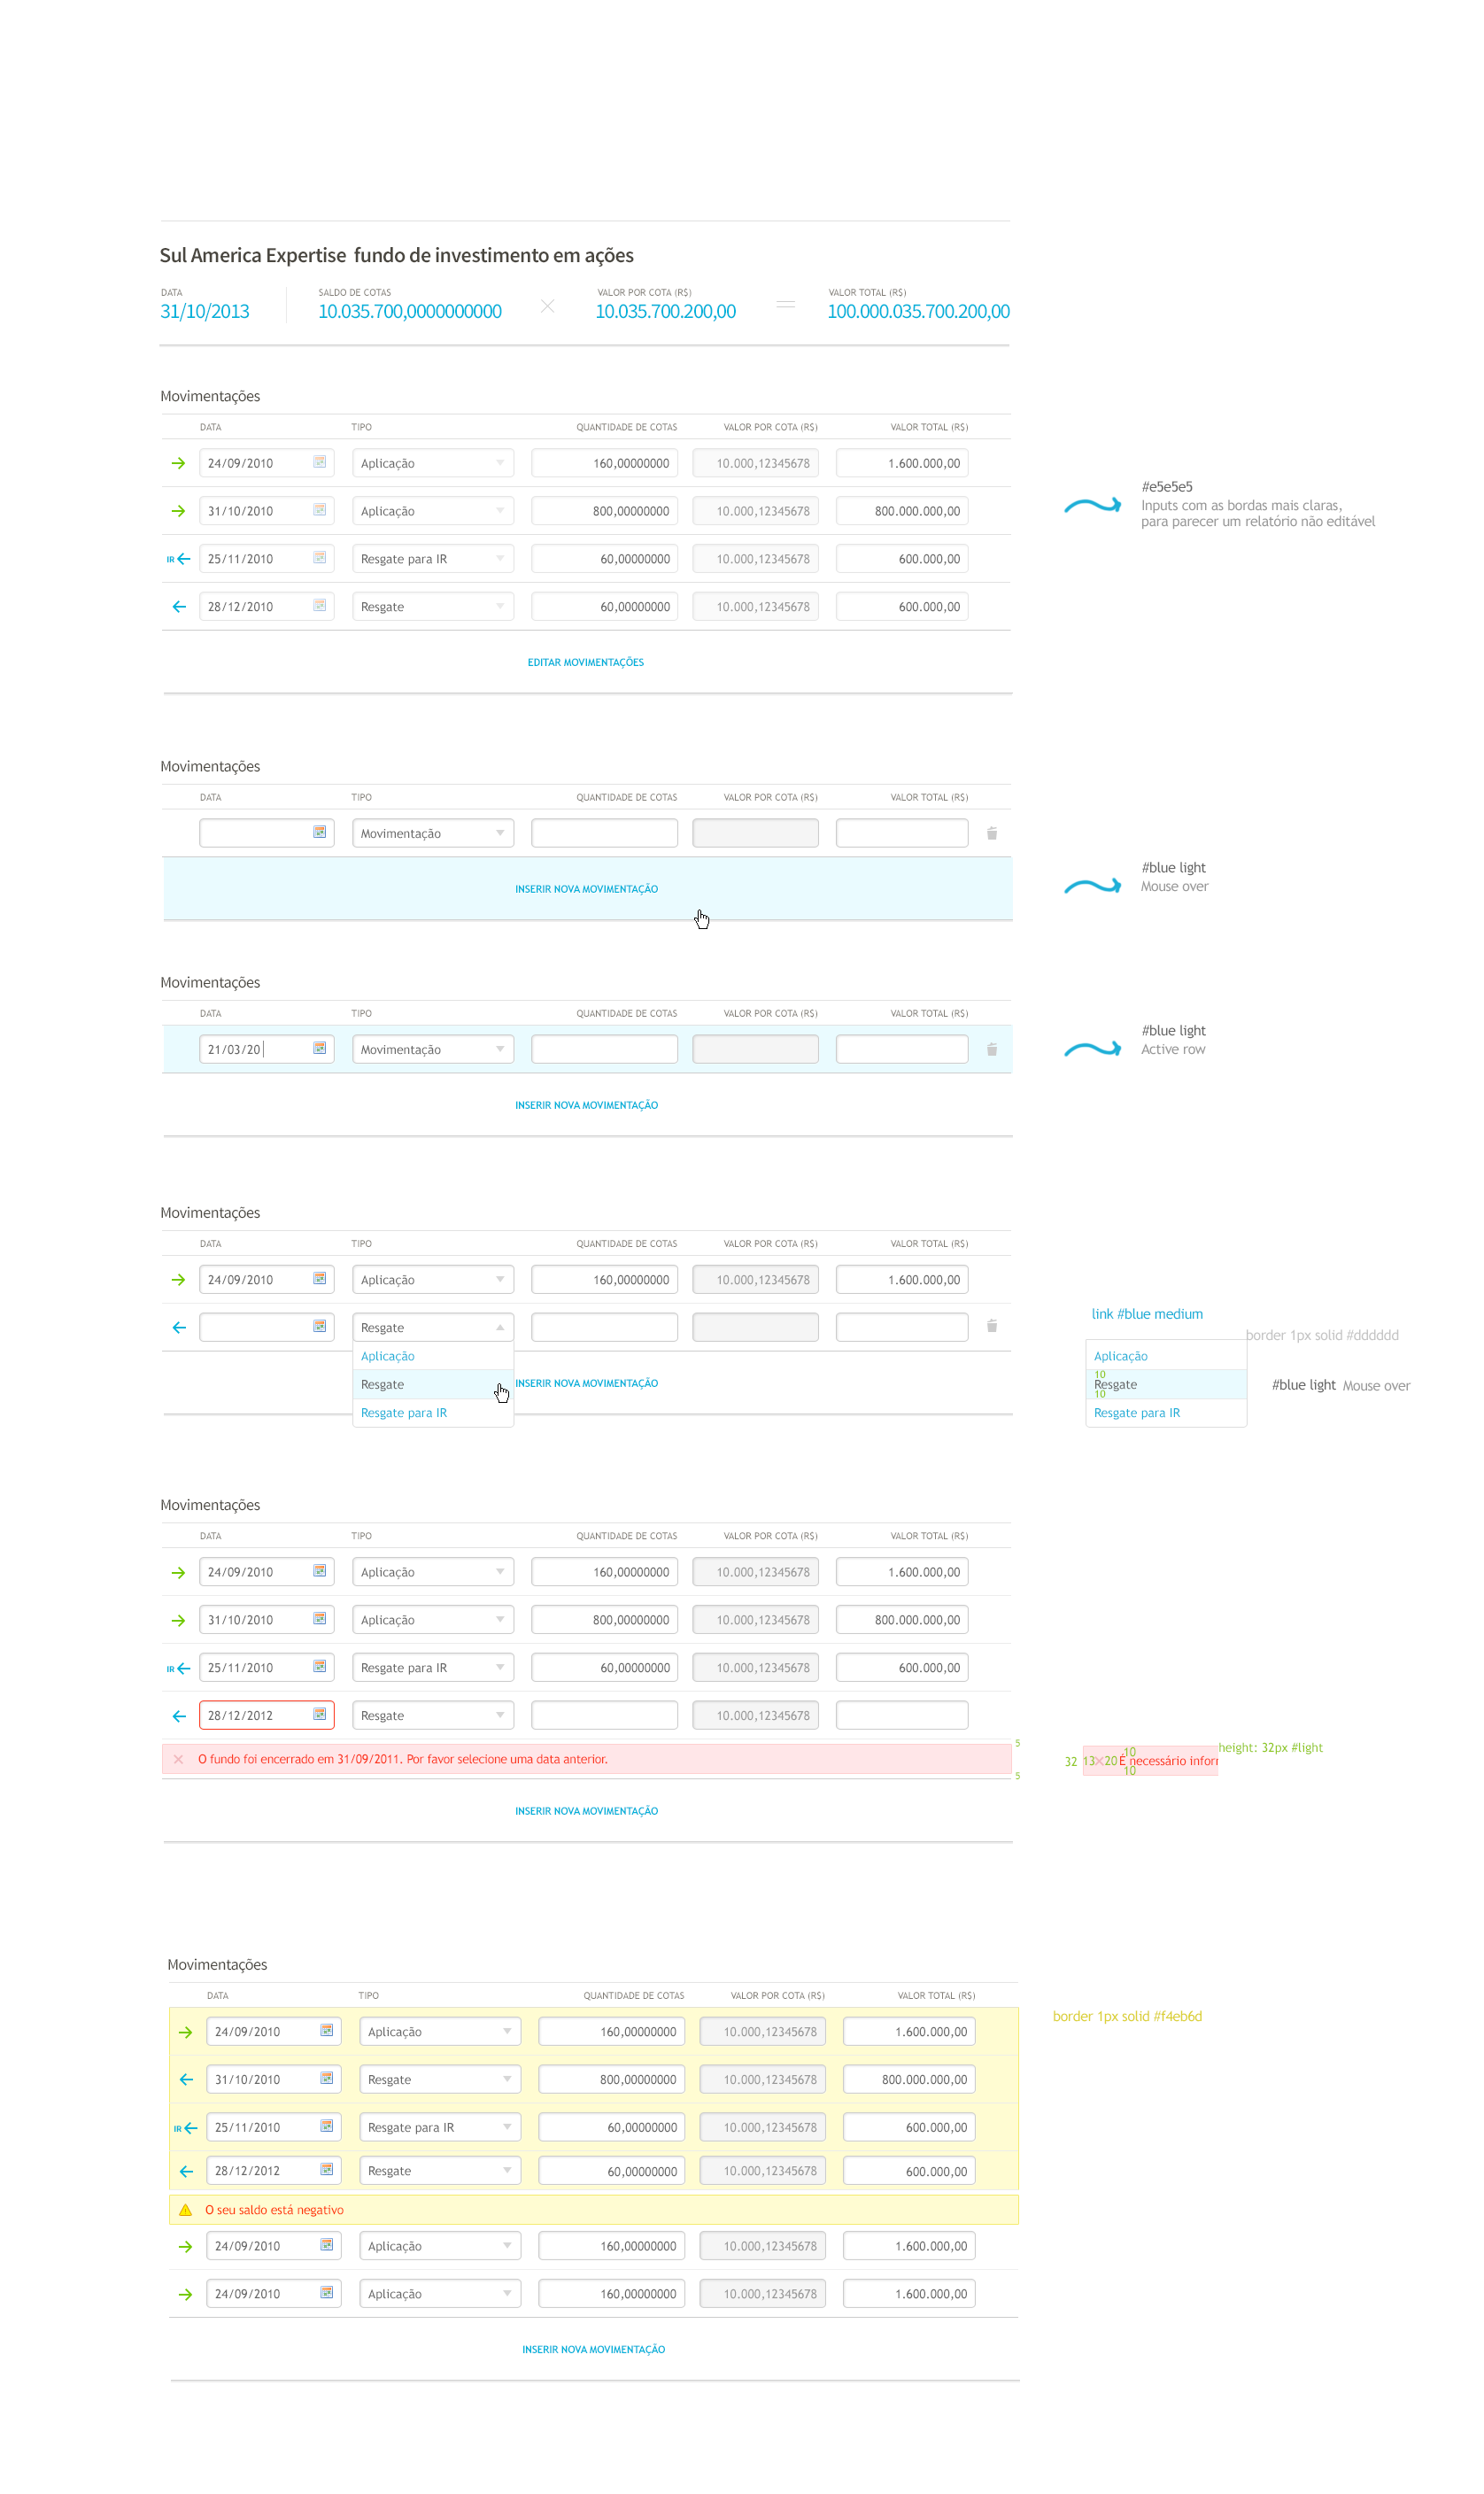 Sul America Expertise fundo de investimento em ações
DATA SALDO DE COTAS VALOR POR COTA (R$) VALOR TOTAL (R$)
31/10/2013 10.035.700,0000000000 × 10.035.700.200,00 = 100.000.035.700.200,00
Movimentações
DATA TIPO QUANTIDADE DE COTAS VALOR POR COTA (R$) VALOR TOTAL (R$)
24/09/2010 Aplicação 160,00000000 10.000,12345678 1.600.000,00
31/10/2010 Aplicação 800,00000000 10.000,12345678 800.000.000,00
IR 25/11/2010 Resgate para IR 60,00000000 10.000,12345678 600.000,00
28/12/2010 Resgate 60,00000000 10.000,12345678 600.000,00
EDITAR MOVIMENTAÇÕES
#e5e5e5
Inputs com as bordas mais claras,
para parecer um relatório não editável
Movimentações
DATA TIPO QUANTIDADE DE COTAS VALOR POR COTA (R$) VALOR TOTAL (R$)
Movimentação
INSERIR NOVA MOVIMENTAÇÃO
#blue light
Mouse over
Movimentações
DATA TIPO QUANTIDADE DE COTAS VALOR POR COTA (R$) VALOR TOTAL (R$)
21/03/20 Movimentação
INSERIR NOVA MOVIMENTAÇÃO
#blue light
Active row
Movimentações
DATA TIPO QUANTIDADE DE COTAS VALOR POR COTA (R$) VALOR TOTAL (R$)
24/09/2010 Aplicação 160,00000000 10.000,12345678 1.600.000,00
Resgate
Aplicação
Resgate
Resgate para IR
INSERIR NOVA MOVIMENTAÇÃO
link #blue medium
border 1px solid #dddddd
Aplicação
10
Resgate
10
Resgate para IR
#blue light Mouse over
Movimentações
DATA TIPO QUANTIDADE DE COTAS VALOR POR COTA (R$) VALOR TOTAL (R$)
24/09/2010 Aplicação 160,00000000 10.000,12345678 1.600.000,00
31/10/2010 Aplicação 800,00000000 10.000,12345678 800.000.000,00
IR 25/11/2010 Resgate para IR 60,00000000 10.000,12345678 600.000,00
28/12/2012 Resgate 10.000,12345678
5
O fundo foi encerrado em 31/09/2011. Por favor selecione uma data anterior.
5
INSERIR NOVA MOVIMENTAÇÃO
height: 32px #light
10
32 13 20 É necessário inform
10
Movimentações
DATA TIPO QUANTIDADE DE COTAS VALOR POR COTA (R$) VALOR TOTAL (R$)
24/09/2010 Aplicação 160,00000000 10.000,12345678 1.600.000,00
31/10/2010 Resgate 800,00000000 10.000,12345678 800.000.000,00
IR 25/11/2010 Resgate para IR 60,00000000 10.000,12345678 600.000,00
28/12/2012 Resgate 60,00000000 10.000,12345678 600.000,00
O seu saldo está negativo
24/09/2010 Aplicação 160,00000000 10.000,12345678 1.600.000,00
24/09/2010 Aplicação 160,00000000 10.000,12345678 1.600.000,00
INSERIR NOVA MOVIMENTAÇÃO
border 1px solid #f4eb6d